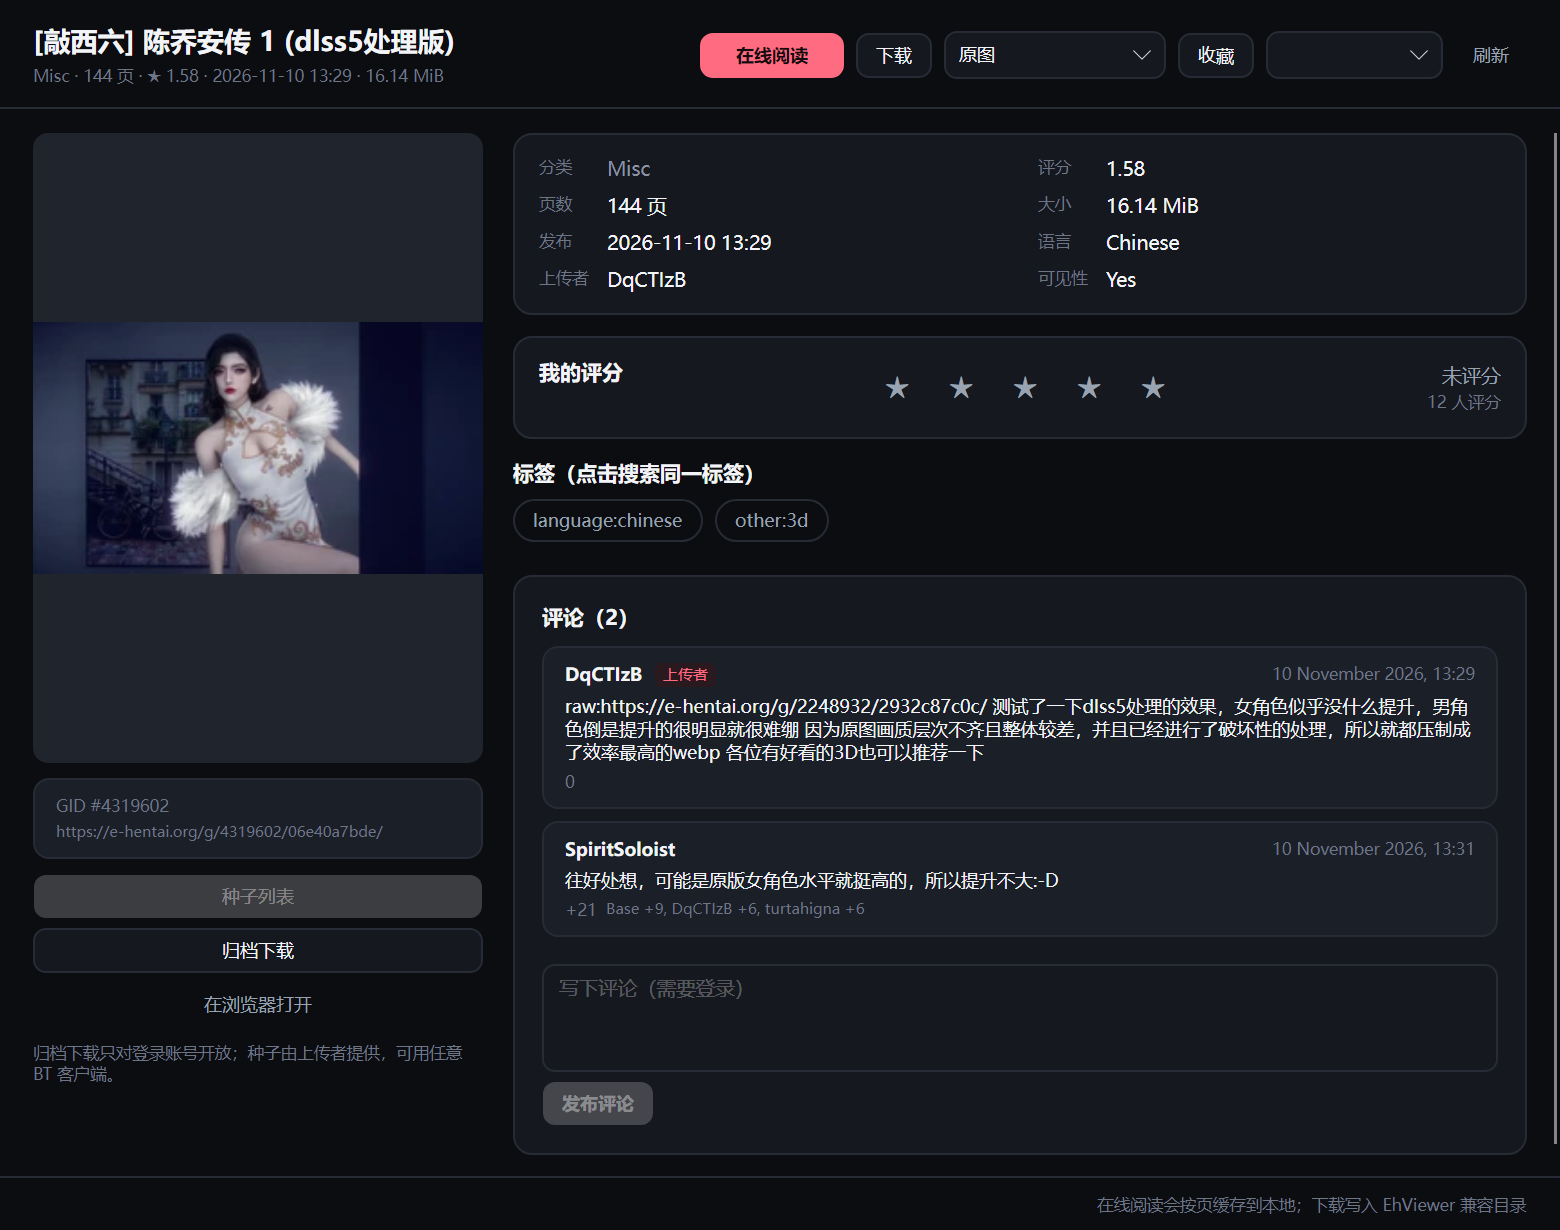 [敲西六] 陈乔安传 1 (dlss5处理版)
Misc · 144 页 · ★ 1.58 · 2026-11-10 13:29 · 16.14 MiB
在线阅读
下载
原图
收藏
刷新
分类 Misc
评分 1.58
页数 144 页
大小 16.14 MiB
发布 2026-11-10 13:29
语言 Chinese
上传者 DqCTIzB
可见性 Yes
我的评分
★ ★ ★ ★ ★
未评分
12 人评分
标签（点击搜索同一标签）
language:chinese
other:3d
评论（2）
DqCTIzB 上传者 10 November 2026, 13:29
raw:https://e-hentai.org/g/2248932/2932c87c0c/ 测试了一下dlss5处理的效果，女角色似乎没什么提升，男角
色倒是提升的很明显就很难绷 因为原图画质层次不齐且整体较差，并且已经进行了破坏性的处理，所以就都压制成
了效率最高的webp 各位有好看的3D也可以推荐一下
0
SpiritSoloist 10 November 2026, 13:31
往好处想，可能是原版女角色水平就挺高的，所以提升不大:-D
+21 Base +9, DqCTIzB +6, turtahigna +6
写下评论（需要登录）
发布评论
GID #4319602
https://e-hentai.org/g/4319602/06e40a7bde/
种子列表
归档下载
在浏览器打开
归档下载只对登录账号开放；种子由上传者提供，可用任意
BT 客户端。
在线阅读会按页缓存到本地；下载写入 EhViewer 兼容目录